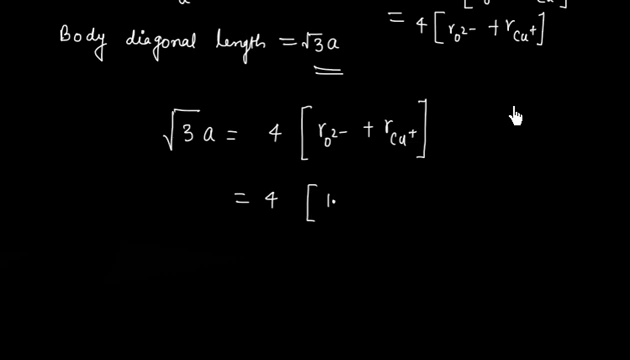 = 4 [r_O²⁻ + r_Cu⁺]
Body diagonal length = √3a
√3 a = 4 [r_O²⁻ + r_Cu⁺]
= 4 [1.